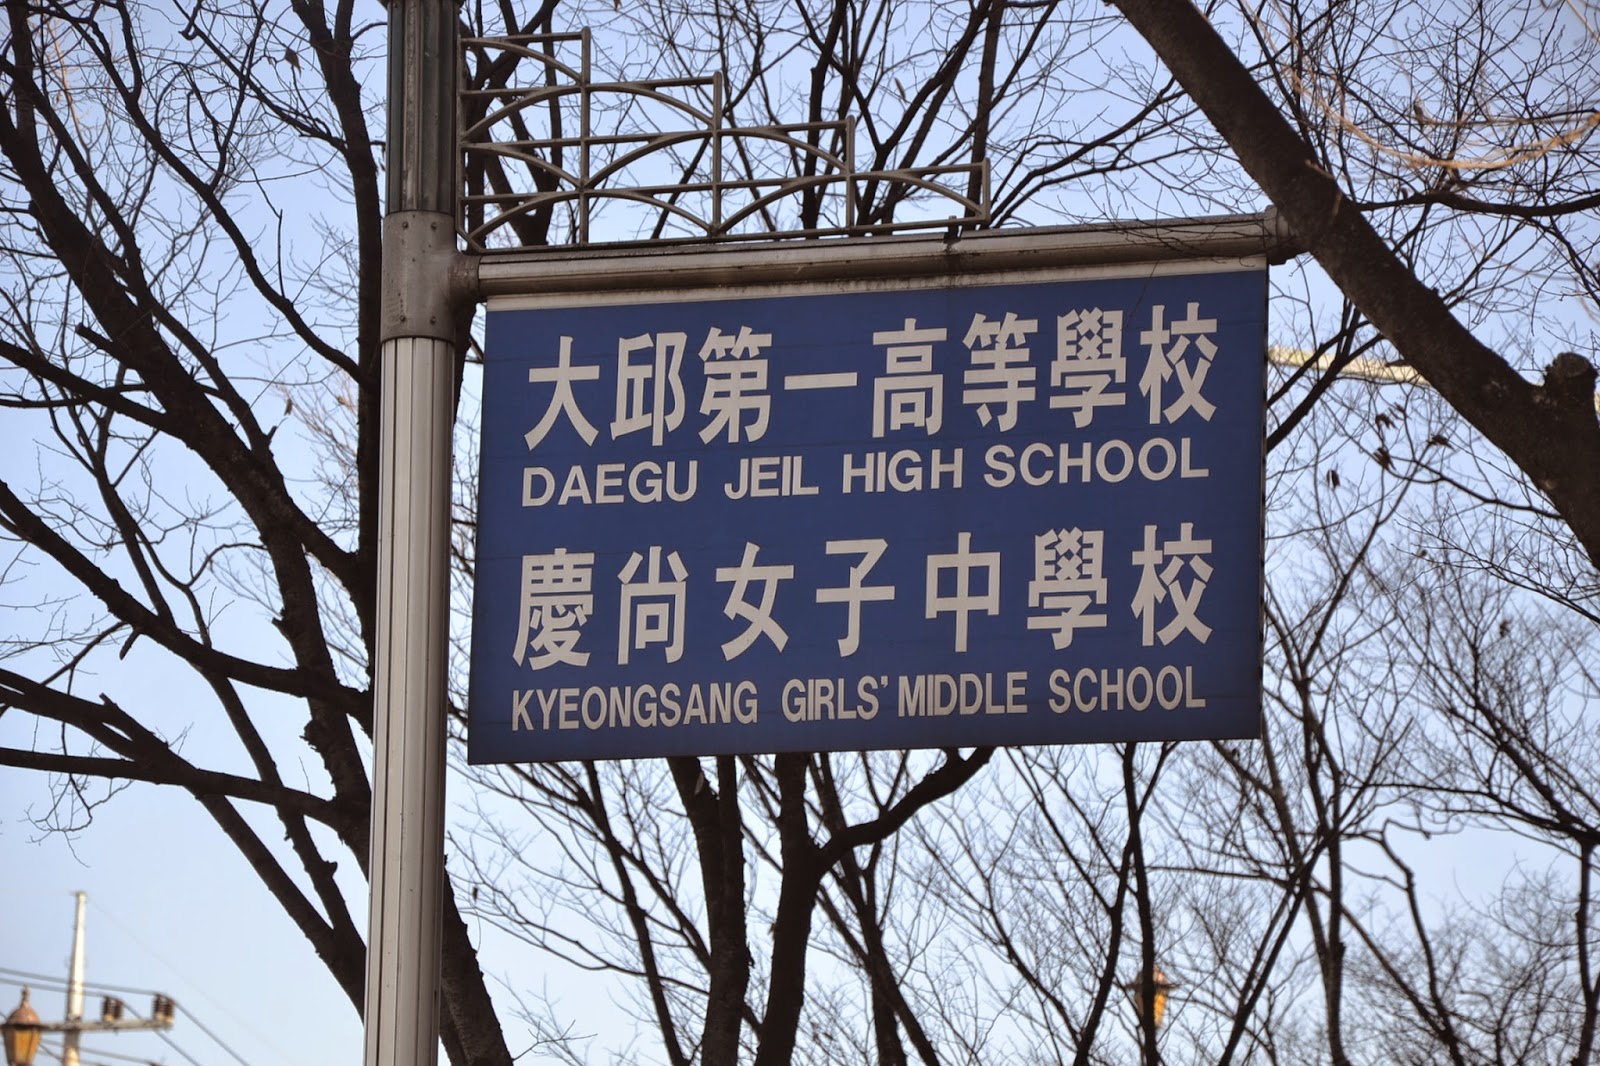 大邱第一高等學校
DAEGU JEIL HIGH SCHOOL
慶尙女子中學校
KYEONGSANG GIRLS' MIDDLE SCHOOL